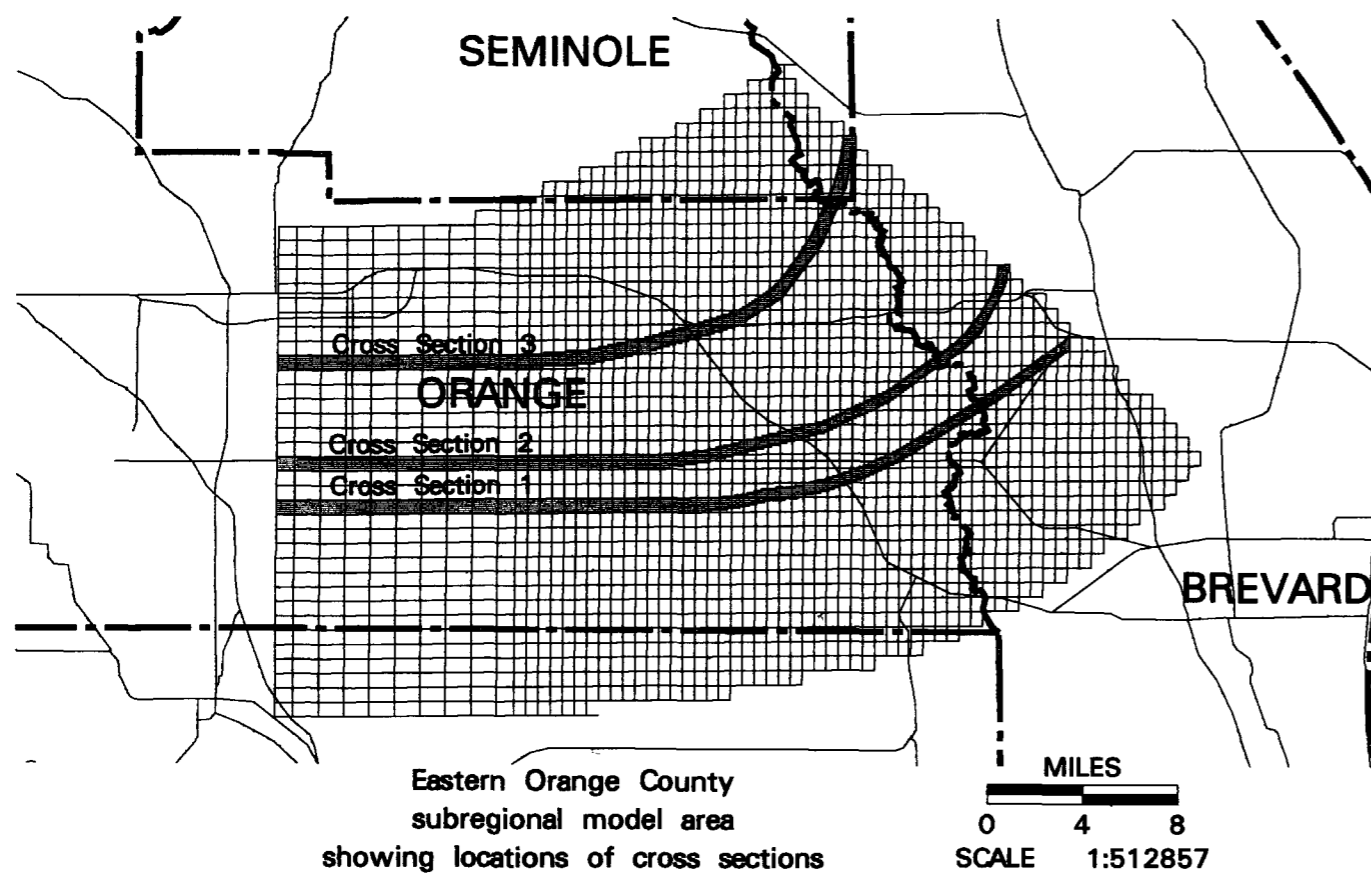 SEMINOLE
Cross Section 3
ORANGE
Cross Section 2
Cross Section 1
BREVARD
Eastern Orange County
subregional model area
showing locations of cross sections
MILES
0 4 8
SCALE 1:512857